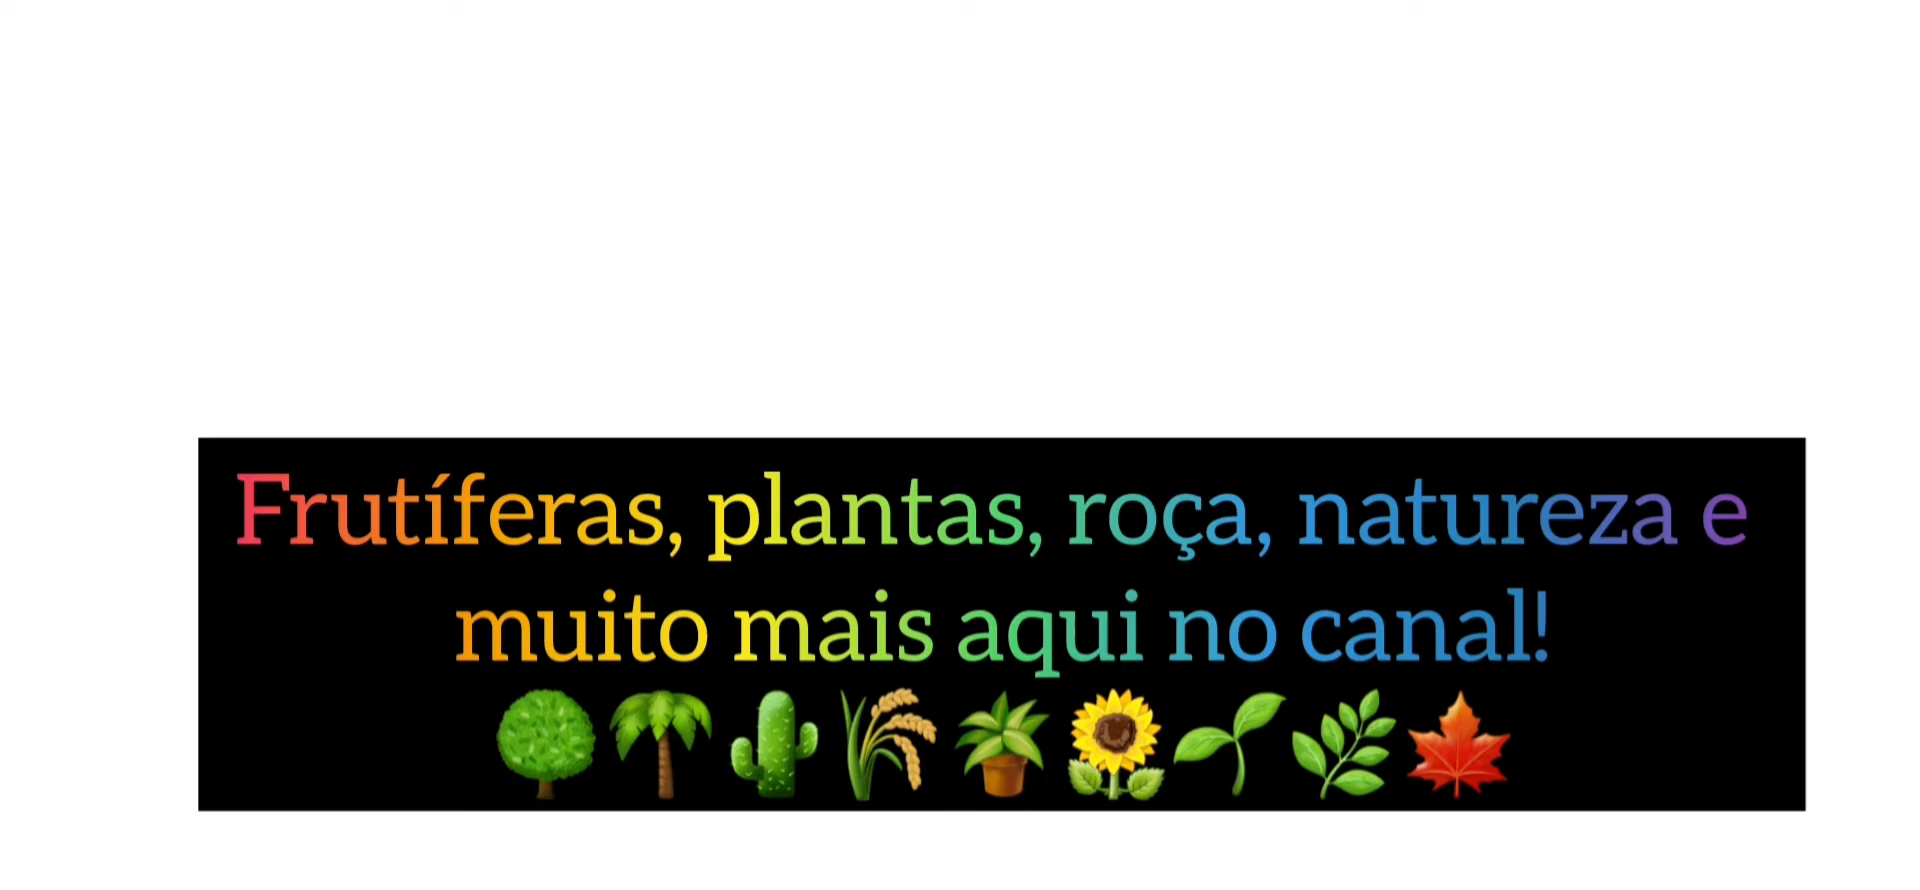 Frutíferas, plantas, roça, natureza e
muito mais aqui no canal!
🌳🌴🌵🌾🪴🌻🌱🌿🍁